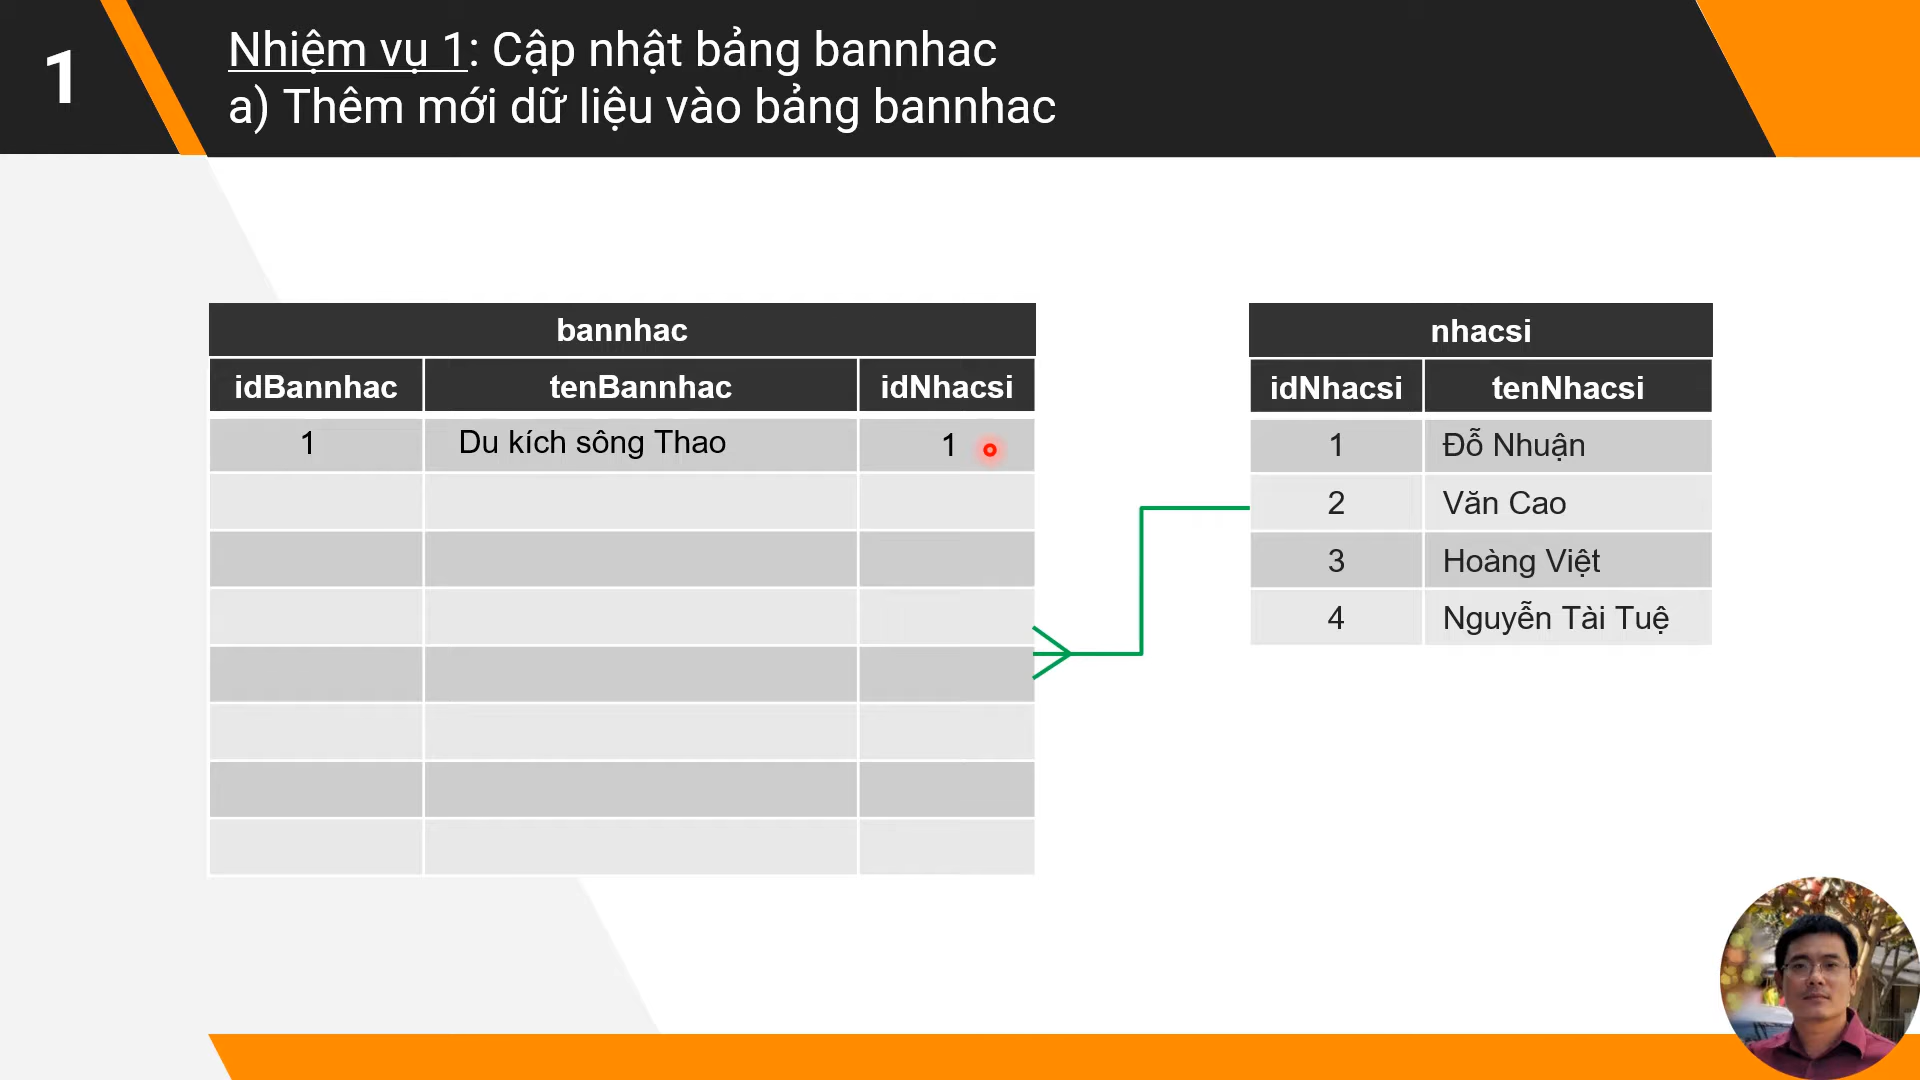 1
Nhiệm vụ 1: Cập nhật bảng bannhac
a) Thêm mới dữ liệu vào bảng bannhac
bannhac
idBannhac tenBannhac idNhacsi
1 Du kích sông Thao 1
nhacsi
idNhacsi tenNhacsi
1 Đỗ Nhuận
2 Văn Cao
3 Hoàng Việt
4 Nguyễn Tài Tuệ